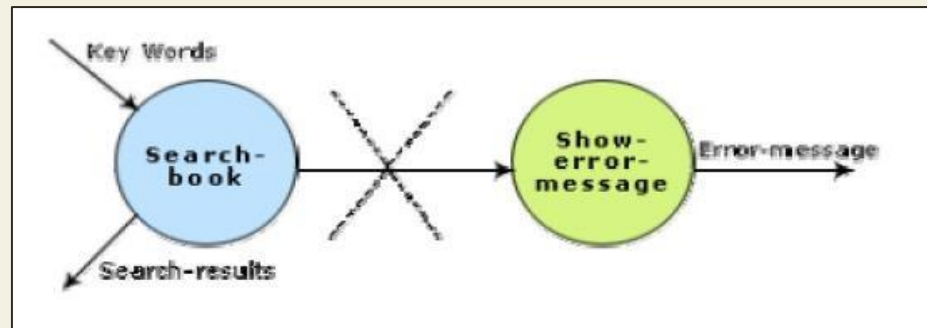 Key Words
Search-
book
Show-
error-
message
Error-message
Search-results